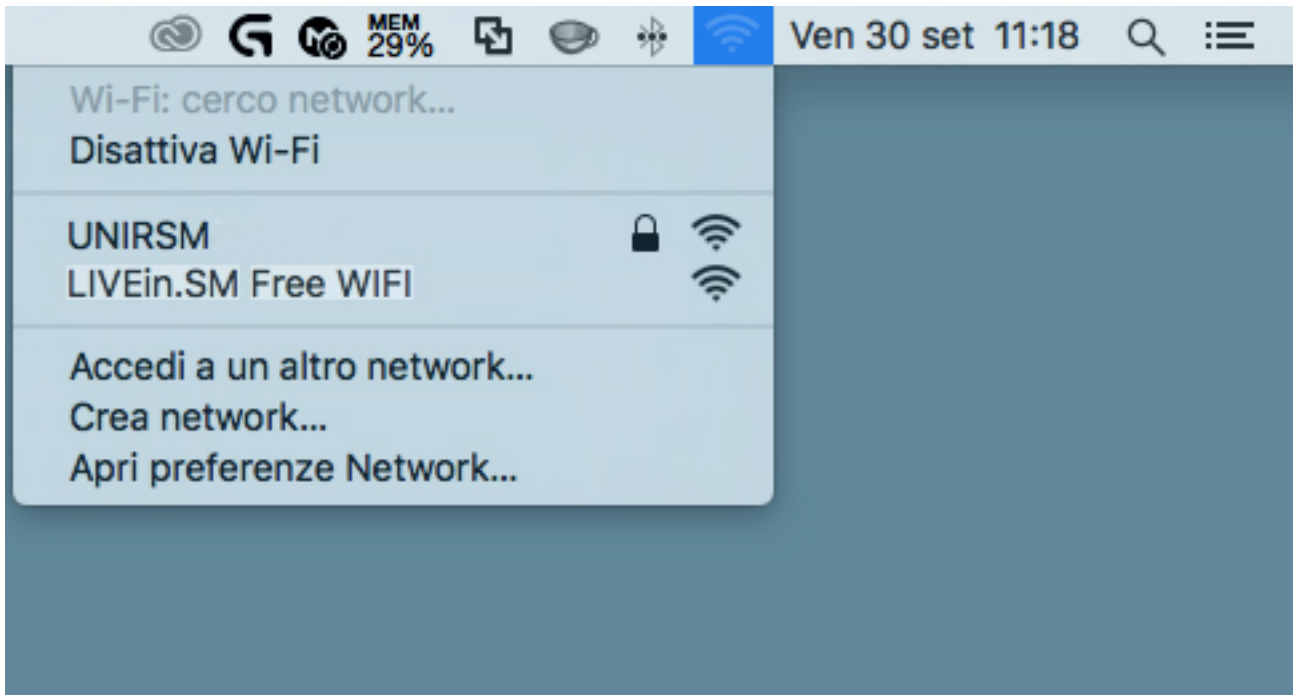 MEM
29%
Ven 30 set 11:18
Wi-Fi: cerco network...
Disattiva Wi-Fi
UNIRSM
LIVEin.SM Free WIFI
Accedi a un altro network...
Crea network...
Apri preferenze Network...